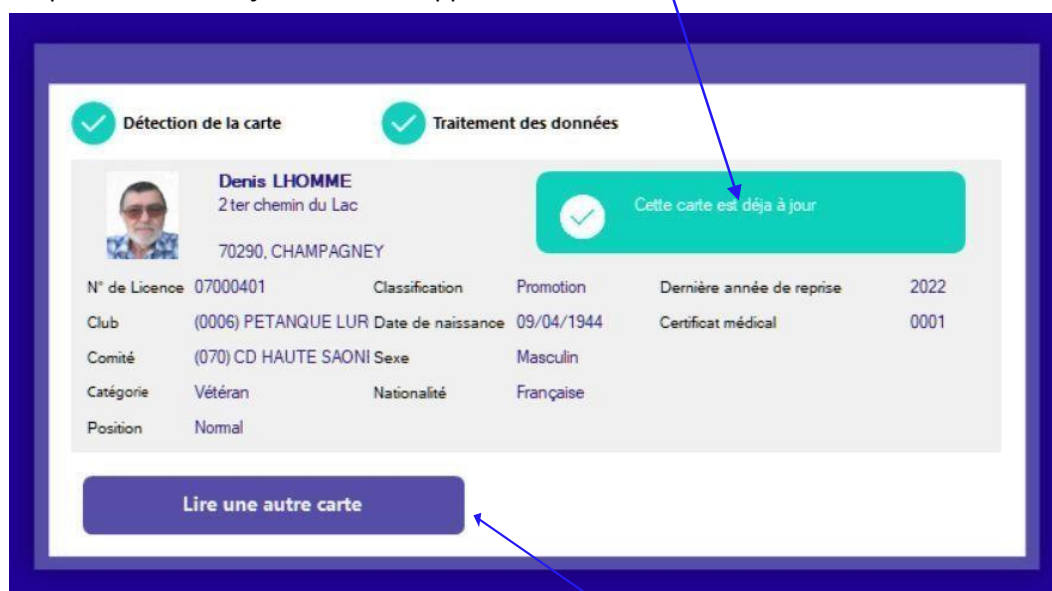 Détection de la carte
Traitement des données
Denis LHOMME
2 ter chemin du Lac
70290, CHAMPAGNEY
Cette carte est déja à jour
N° de Licence 07000401 Classification Promotion Dernière année de reprise 2022
Club (0006) PETANQUE LUR Date de naissance 09/04/1944 Certificat médical 0001
Comité (070) CD HAUTE SAONI Sexe Masculin
Catégorie Vétéran Nationalité Française
Position Normal
Lire une autre carte